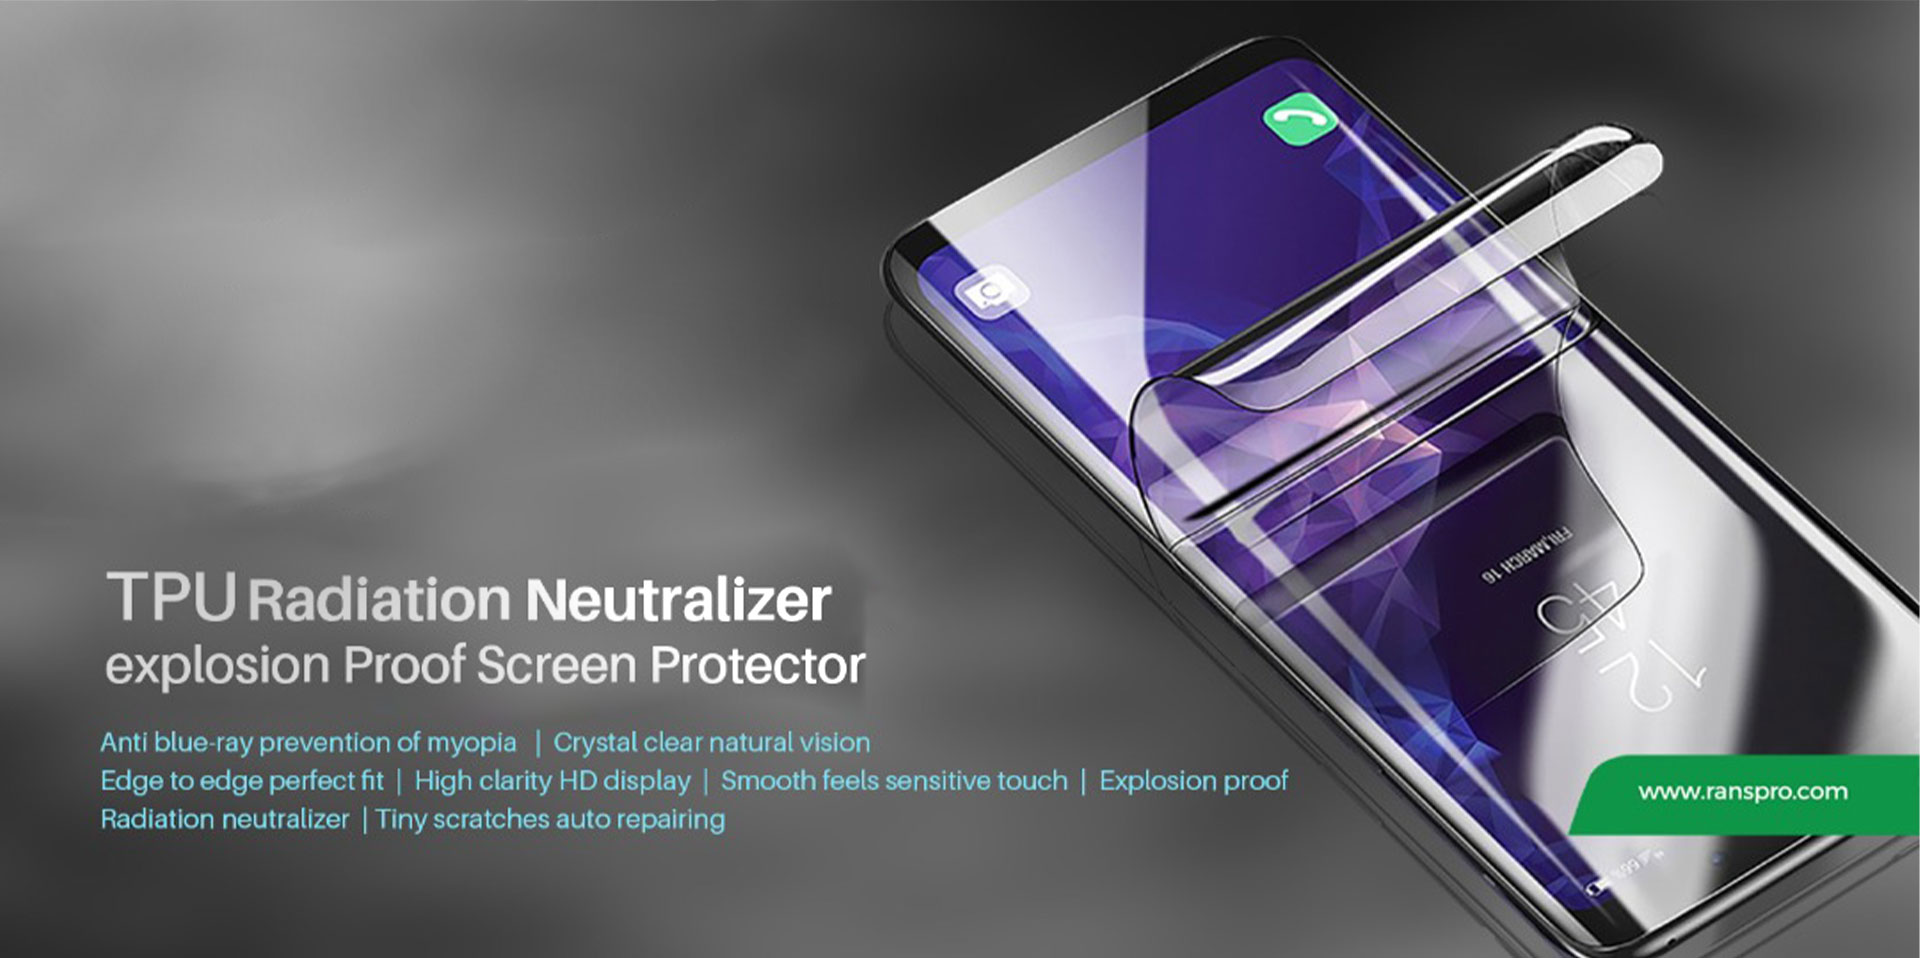 TPU Radiation Neutralizer
explosion Proof Screen Protector
Anti blue-ray prevention of myopia | Crystal clear natural vision
Edge to edge perfect fit | High clarity HD display | Smooth feels sensitive touch | Explosion proof
Radiation neutralizer | Tiny scratches auto repairing
FRI,MARCH 16
12
45
www.ranspro.com